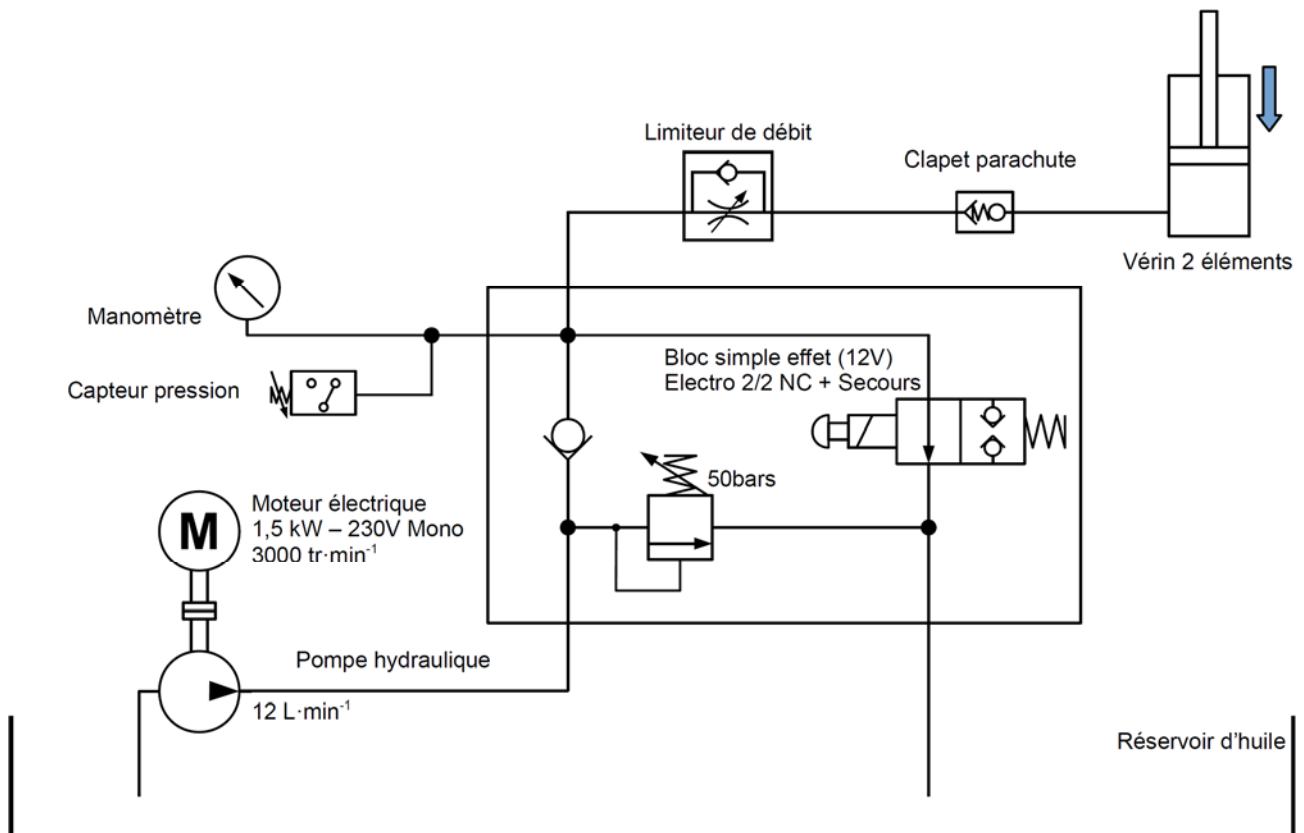 Limiteur de débit
Clapet parachute
Vérin 2 éléments
Manomètre
Bloc simple effet (12V)
Electro 2/2 NC + Secours
Capteur pression
50bars
Moteur électrique
1,5 kW – 230V Mono
3000 tr·min⁻¹
M
Pompe hydraulique
12 L·min⁻¹
Réservoir d'huile